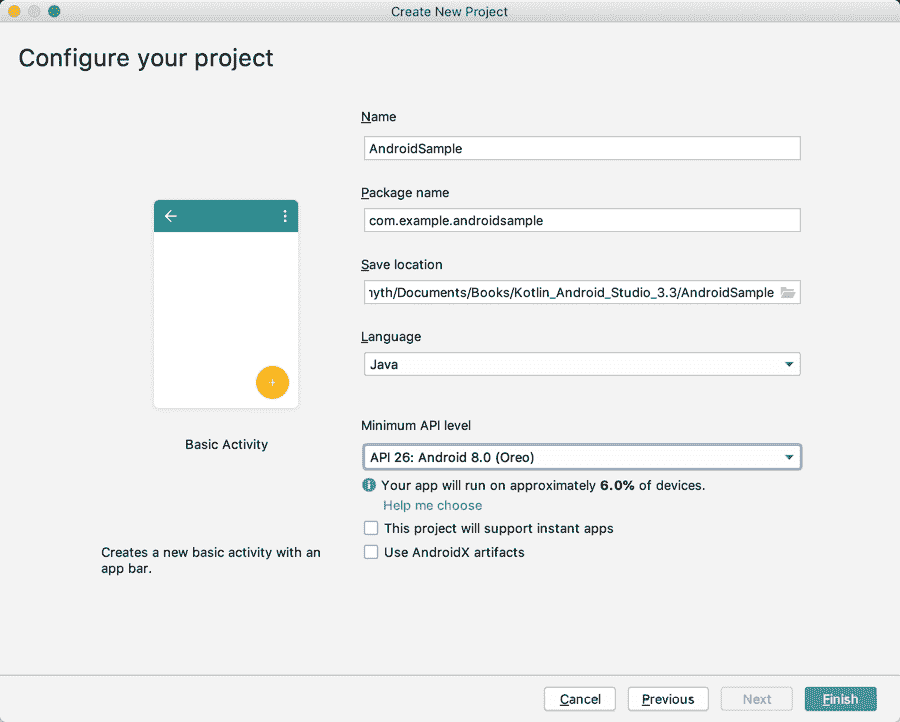 Create New Project
Configure your project
Name
AndroidSample
Package name
com.example.androidsample
Save location
nyth/Documents/Books/Kotlin_Android_Studio_3.3/AndroidSample
Language
Java
Minimum API level
API 26: Android 8.0 (Oreo)
Your app will run on approximately 6.0% of devices.
Help me choose
This project will support instant apps
Use AndroidX artifacts
Basic Activity
Creates a new basic activity with an
app bar.
Cancel
Previous
Next
Finish